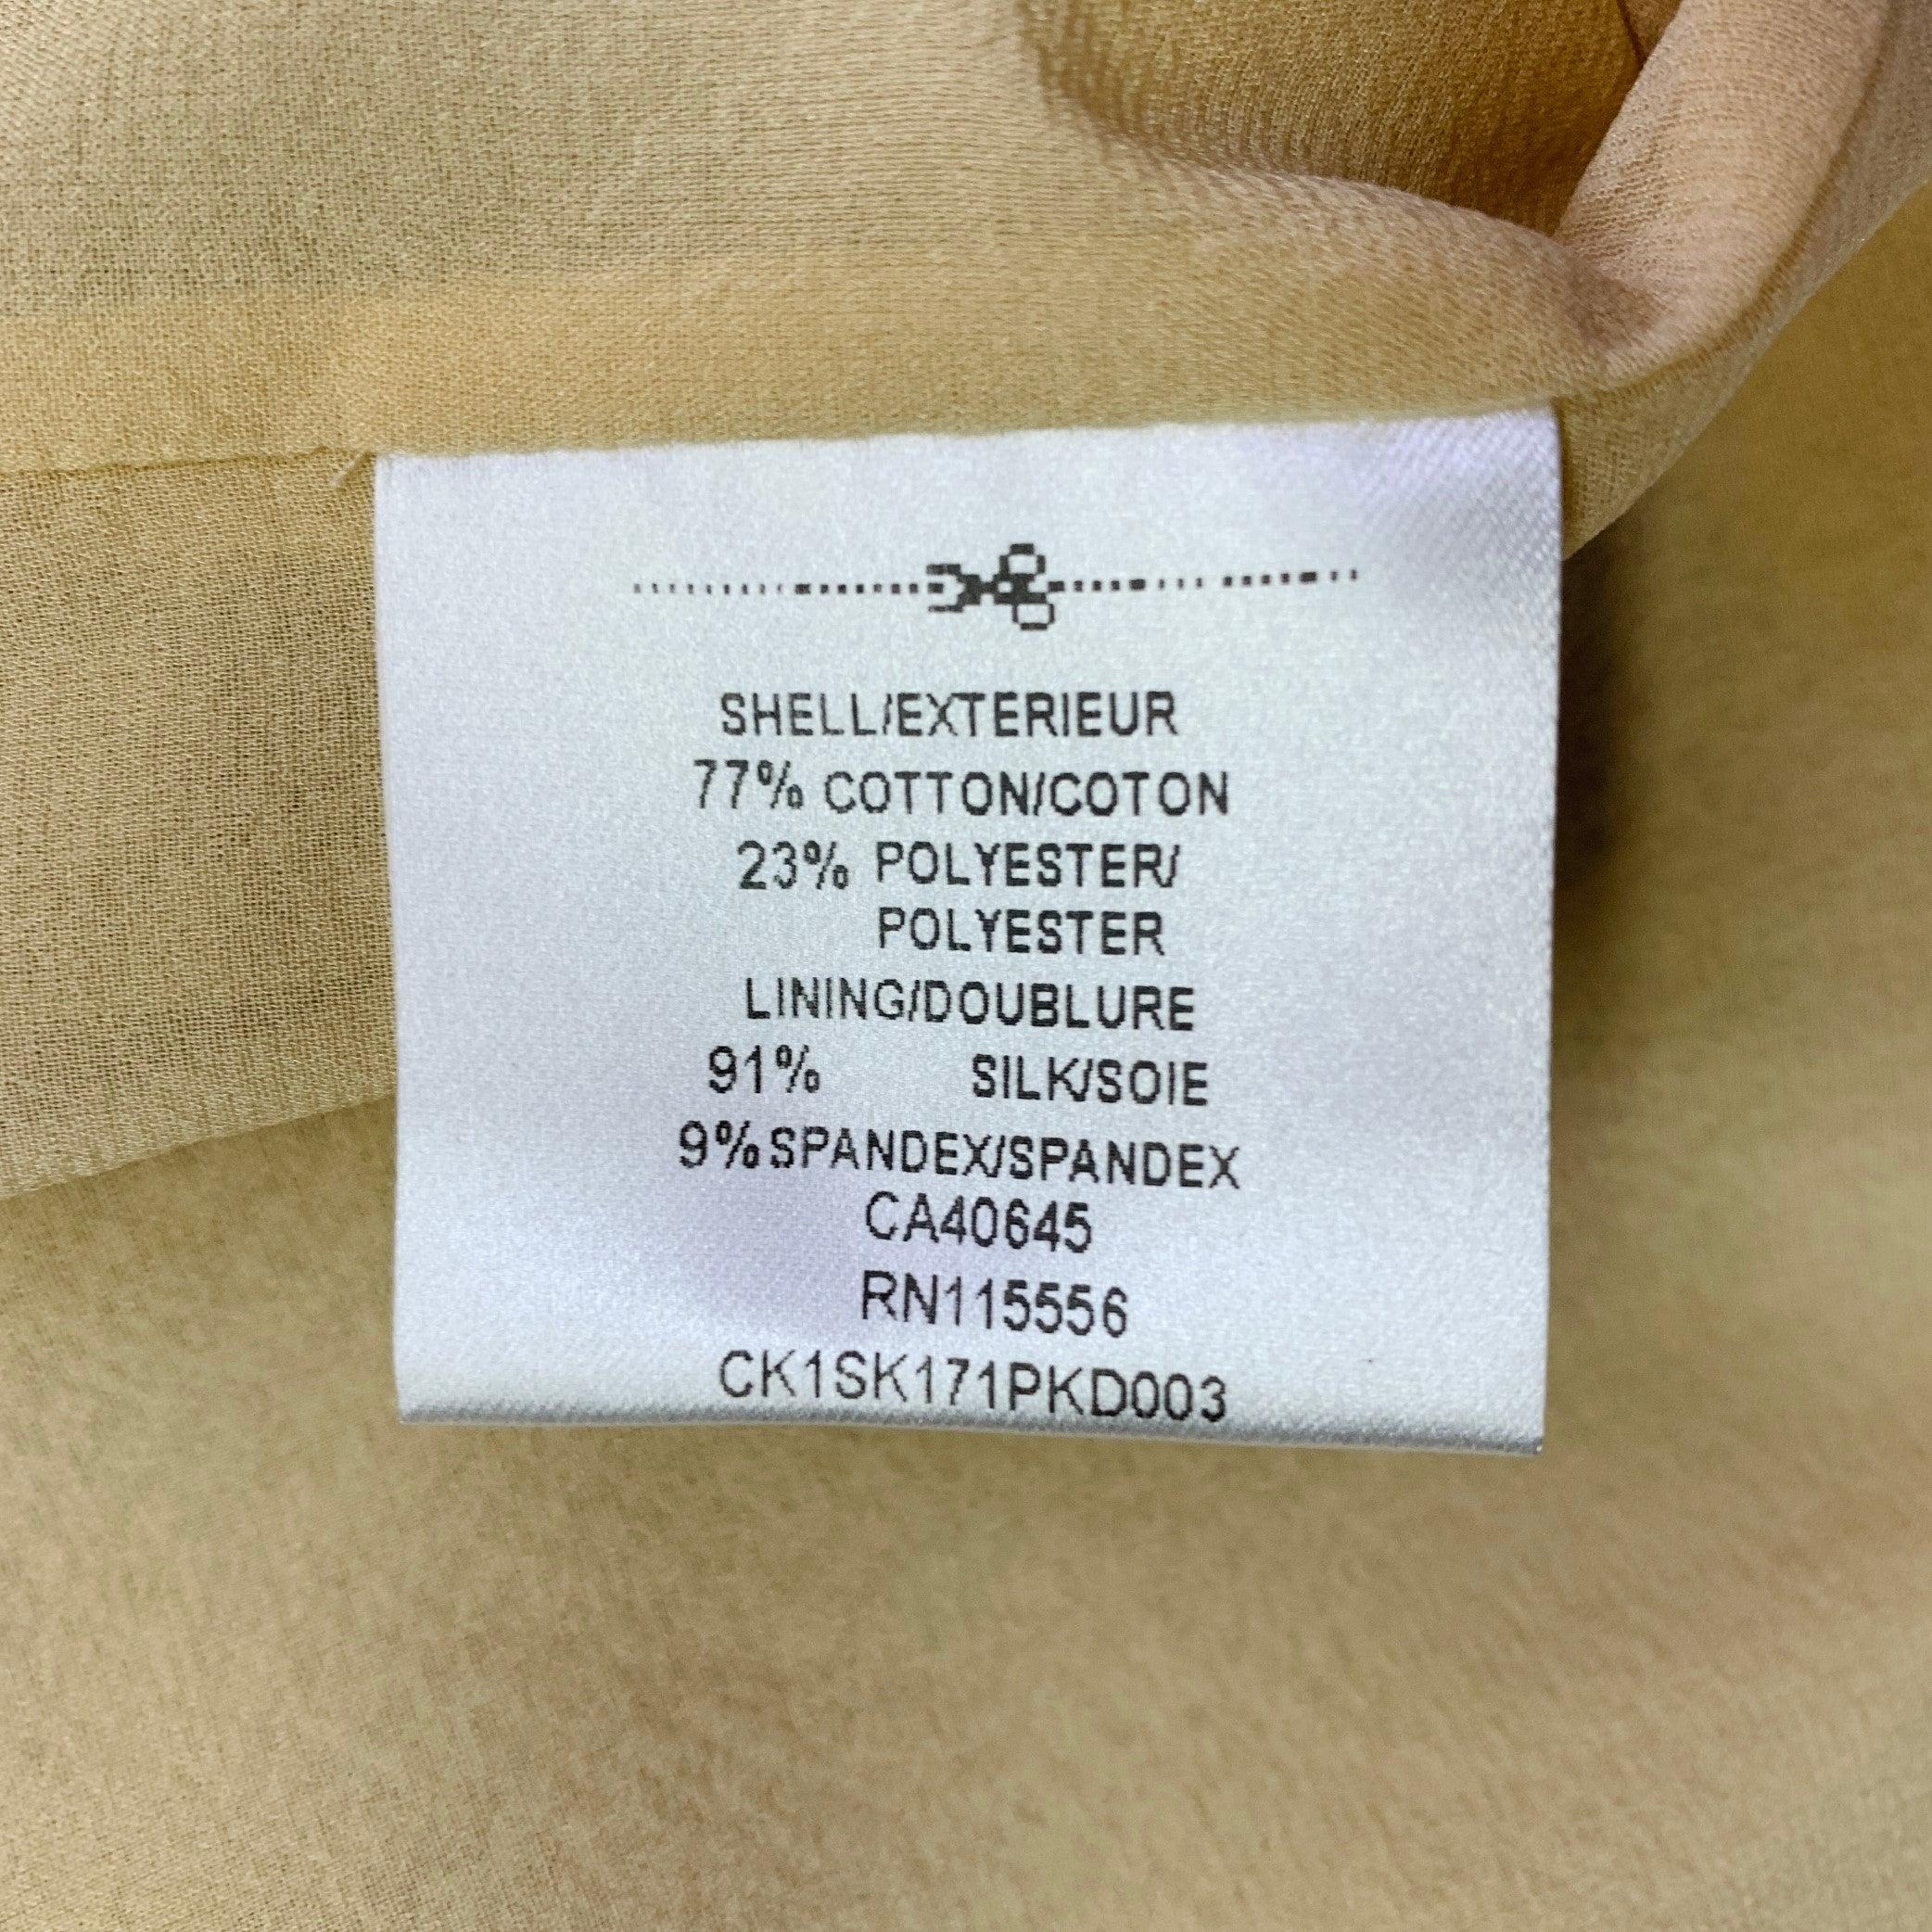 SHELL/EXTERIEUR
77% COTTON/COTON
23% POLYESTER/
POLYESTER
LINING/DOUBLURE
91% SILK/SOIE
9% SPANDEX/SPANDEX
CA40645
RN115556
CK1SK171PKD003